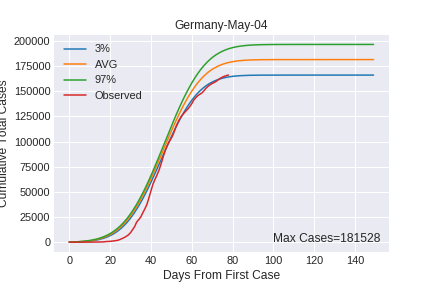 Germany-May-04
200000
175000
150000
125000
100000
75000
50000
25000
0
3%
AVG
97%
Observed
Cumulative Total Cases
Max Cases=181528
0 20 40 60 80 100 120 140
Days From First Case